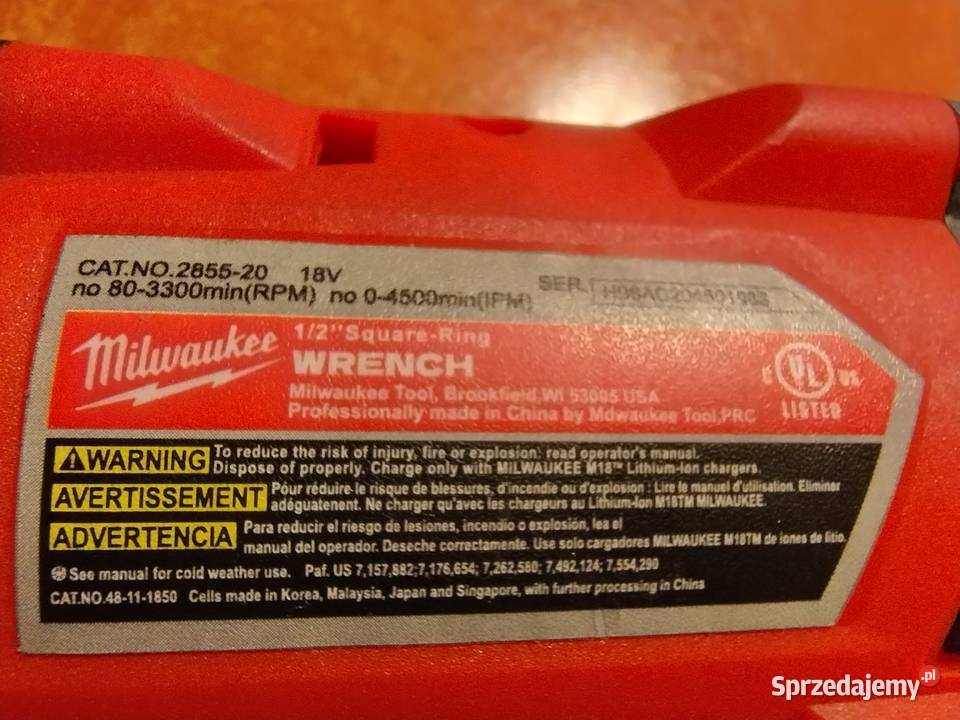 CAT.NO.2855-20 18V
no 80-3300min(RPM) no 0-4500min(IPM)
SER.
Milwaukee
1/2" Square-Ring
WRENCH
Milwaukee Tool, Brookfield,WI 53005 USA
Professionally made in China by Mdwaukee Tool,PRC
C UL US
LISTED
WARNING To reduce the risk of injury, fire or explosion: read operator's manual.
Dispose of properly. Charge only with MILWAUKEE M18™ Lithium-Ion chargers.
AVERTISSEMENT Póur réduire le risque de blessures, d'incendie ou d'explosion : Lire le manuel d'utilisation. Eliminer
adéguatement. Ne charger qu'avec les chargeurs au Lithium-Ion M18TM MILWAUKEE.
ADVERTENCIA Para reducir el riesgo de lesiones, incendio o explosión, lea el
manual del operador. Deseche correctamente. Use solo cargadores MILWAUKEE M18TM de iones de litio.
See manual for cold weather use. Paf. US 7,157,882;7,176,654; 7,262,580; 7,492,124; 7,554,290
CAT.NO.48-11-1850 Cells made in Korea, Malaysia, Japan and Singapore, with further processing in China
Sprzedajemy.pl